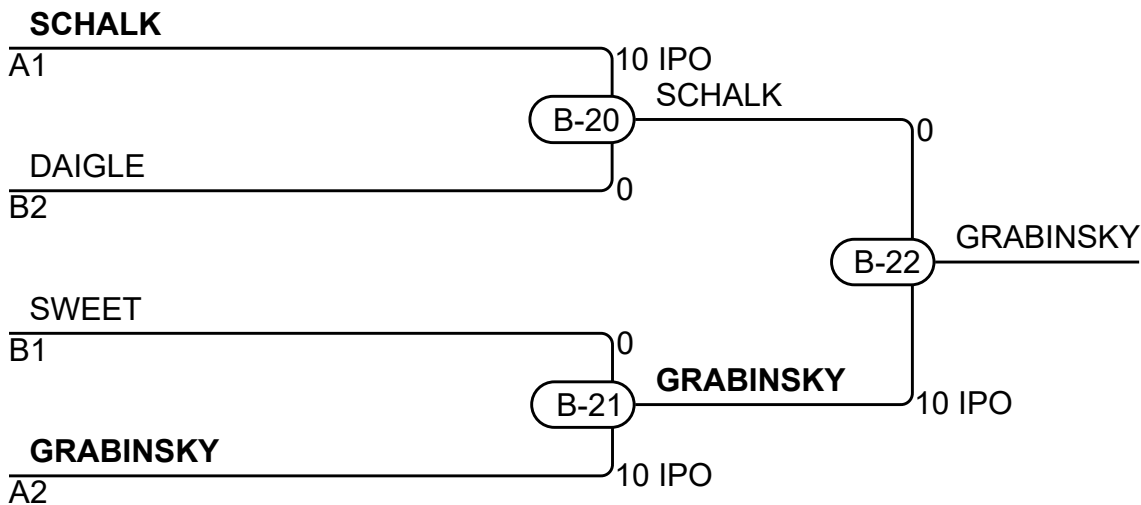 SCHALK
A1
10 IPO
SCHALK
B-20
0
DAIGLE
B2
0
GRABINSKY
B-22
SWEET
B1
0
GRABINSKY
B-21
10 IPO
GRABINSKY
A2
10 IPO